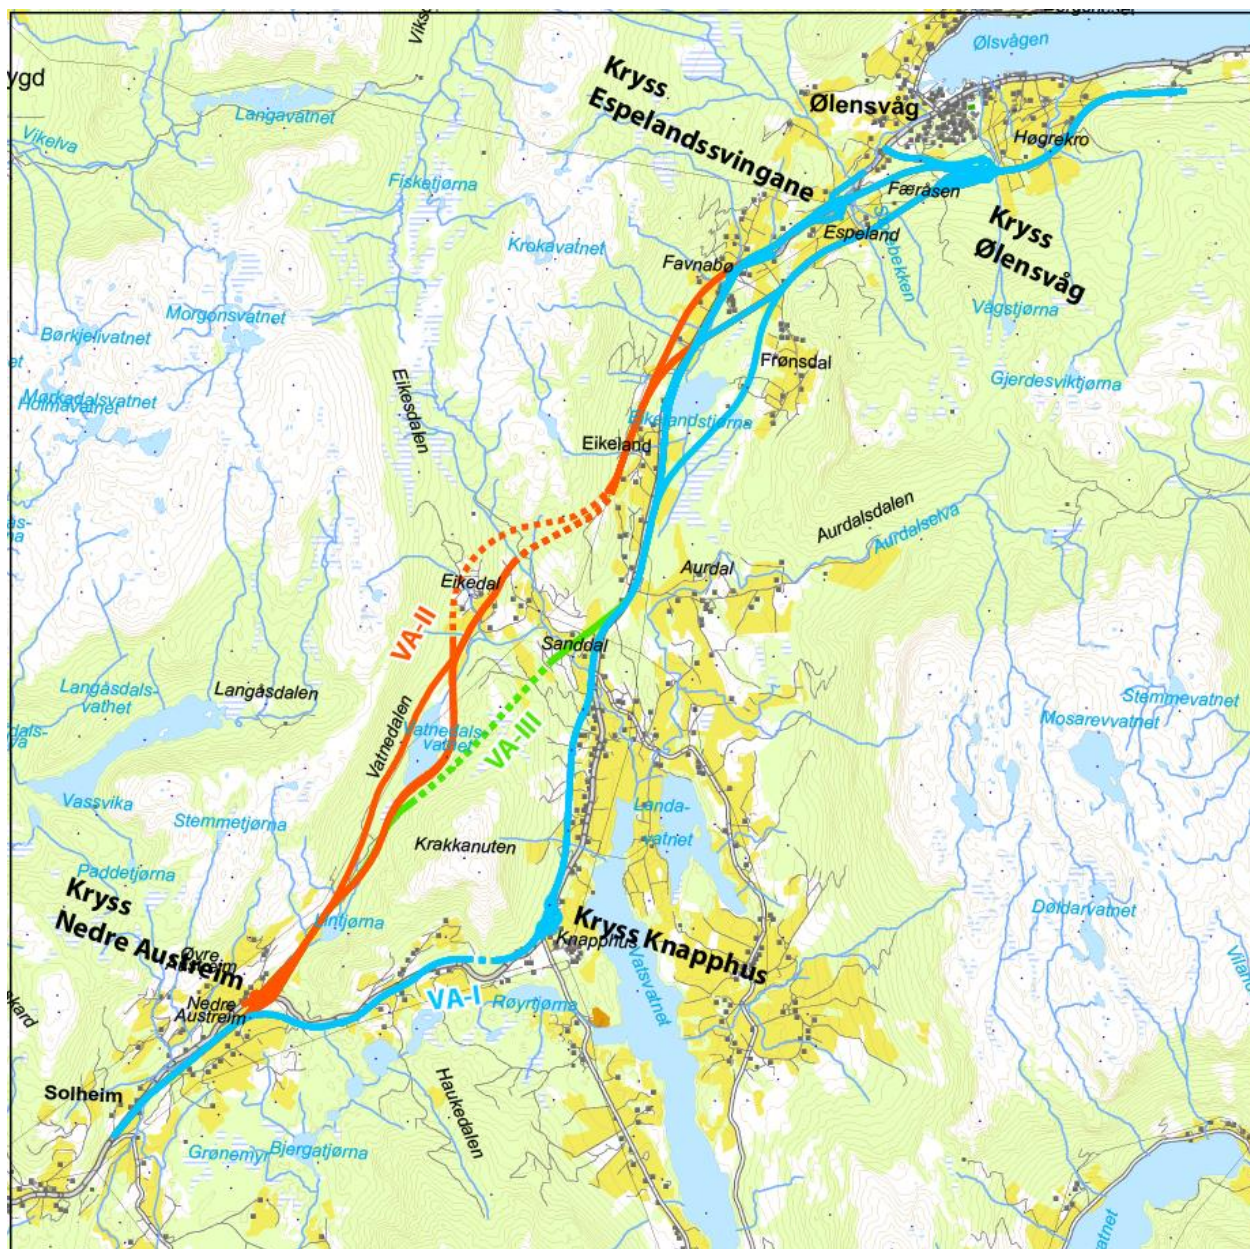 ygd
Vikelva
Langavatnet
Ølsvågen
Kryss
Espelandssvingane
Ølensvåg
Høgrekro
Fisketjørna
Krokavatnet
Færåsen
Espeland
Kryss
Ølensvåg
Favnabø
Morgonsvatnet
Børkjelivatnet
Mørkadalsvatnet
Holmavatnet
Vågstjørna
Gjerdesviktjørna
Frønsdal
Eikesdalen
Eikelandstjørna
Eikeland
Aurdalsdalen
Aurdalselva
Aurdal
Eikedal
VA-II
Sanddal
Langåsdals-
vatnet
Langåsdalen
Vatnedalen
Vatnedals-
vatnet
VA-III
Stemmevatnet
Mosarevvatnet
Vassvika
Stemmetjørna
Landa-
vatnet
Krakkanuten
Paddetjørna
Kryss
Nedre Austreim
Lintjørna
Kryss Knapphus
Knapphus
Døldarvatnet
Øvre
Nedre
Austreim
VA-I
Røyrtjørna
Vatsvatnet
Solheim
Haukedalen
Grønemyr
Bjergatjørna
atnet